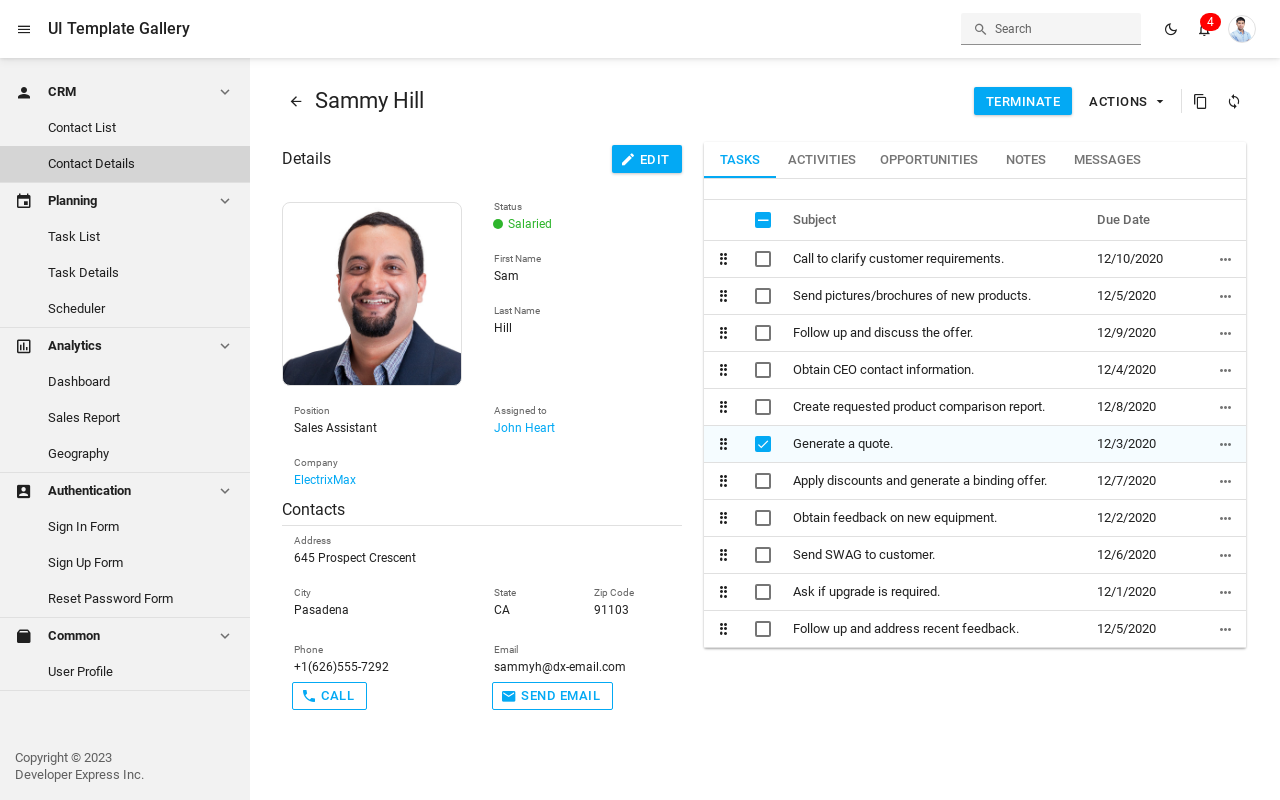 UI Template Gallery
Search
4
CRM
Contact List
Contact Details
Planning
Task List
Task Details
Scheduler
Analytics
Dashboard
Sales Report
Geography
Authentication
Sign In Form
Sign Up Form
Reset Password Form
Common
User Profile
Copyright © 2023
Developer Express Inc.
Sammy Hill
TERMINATE
ACTIONS
Details
EDIT
Status
Salaried
First Name
Sam
Last Name
Hill
Position
Sales Assistant
Assigned to
John Heart
Company
ElectrixMax
Contacts
Address
645 Prospect Crescent
City
Pasadena
State
CA
Zip Code
91103
Phone
+1(626)555-7292
CALL
Email
sammyh@dx-email.com
SEND EMAIL
TASKS ACTIVITIES OPPORTUNITIES NOTES MESSAGES
Subject Due Date
Call to clarify customer requirements. 12/10/2020
Send pictures/brochures of new products. 12/5/2020
Follow up and discuss the offer. 12/9/2020
Obtain CEO contact information. 12/4/2020
Create requested product comparison report. 12/8/2020
Generate a quote. 12/3/2020
Apply discounts and generate a binding offer. 12/7/2020
Obtain feedback on new equipment. 12/2/2020
Send SWAG to customer. 12/6/2020
Ask if upgrade is required. 12/1/2020
Follow up and address recent feedback. 12/5/2020